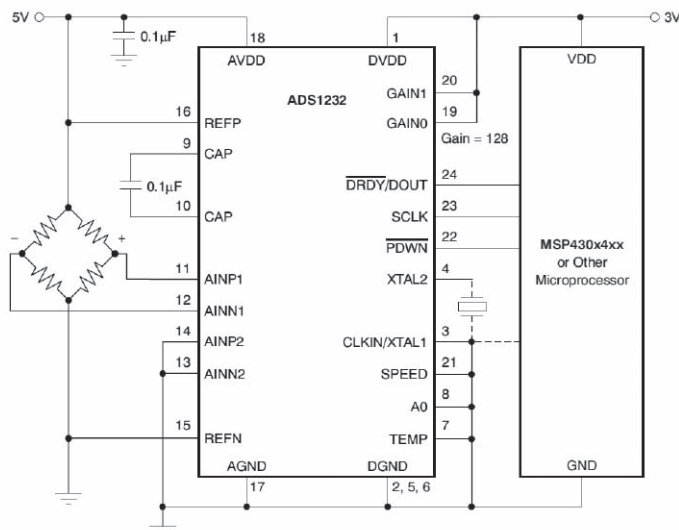 5V
3V
0.1µF
18
1
AVDD
DVDD
VDD
ADS1232
GAIN1
20
GAIN0
19
Gain = 128
16
REFP
9
CAP
0.1µF
10
CAP
DRDY/DOUT
24
SCLK
23
PDWN
22
MSP430x4xx
or Other
Microprocessor
XTAL2
4
–
+
11
AINP1
12
AINN1
14
AINP2
13
AINN2
CLKIN/XTAL1
3
SPEED
21
A0
8
TEMP
7
15
REFN
AGND
DGND
GND
17
2, 5, 6